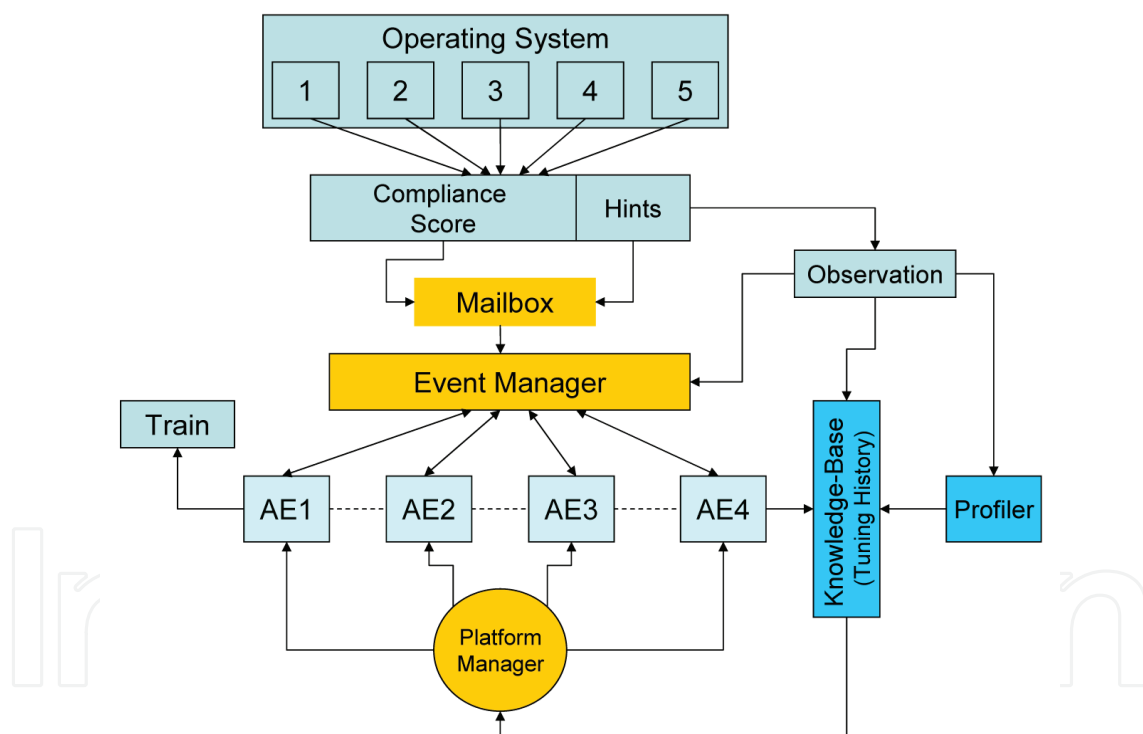 Operating System
1
2
3
4
5
Compliance
Score
Hints
Observation
Mailbox
Event Manager
Train
AE1
AE2
AE3
AE4
Knowledge-Base
(Tuning History)
Profiler
Platform
Manager